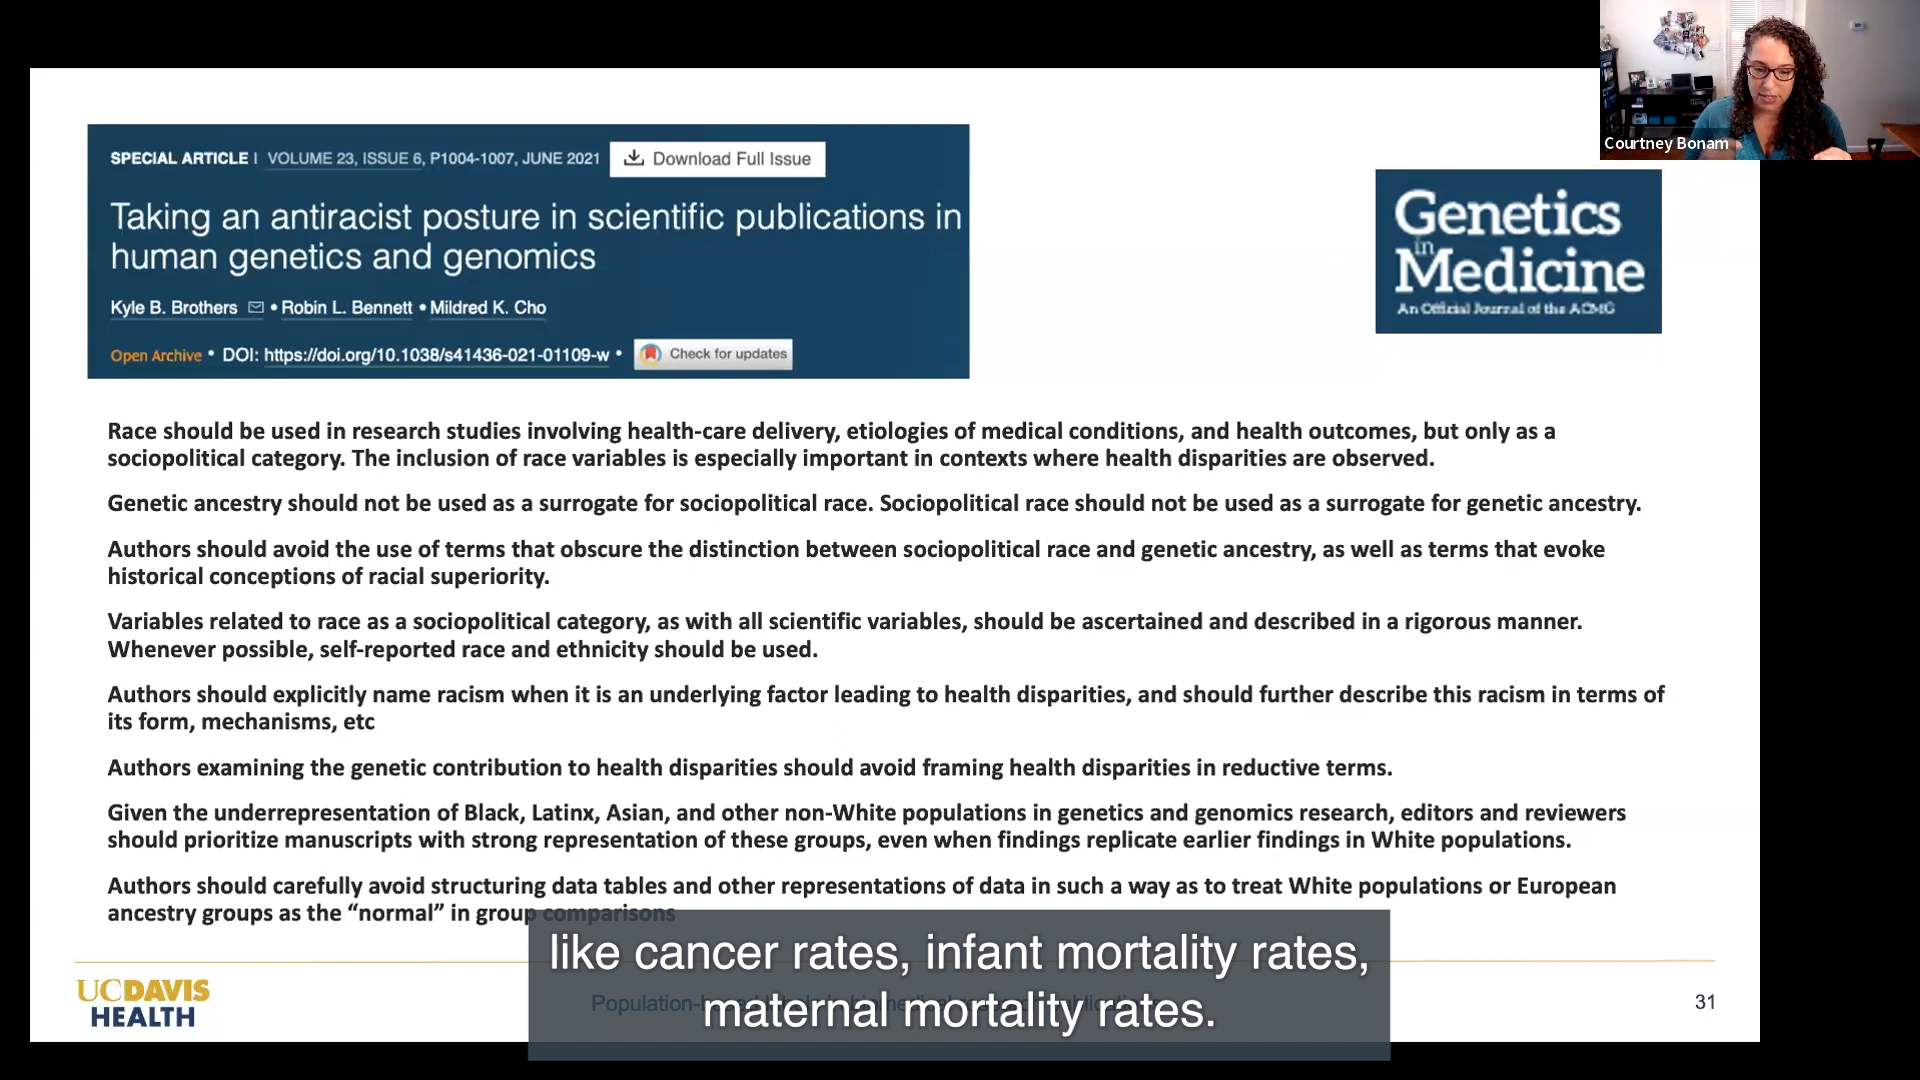 Courtney Bonam
SPECIAL ARTICLE | VOLUME 23, ISSUE 6, P1004-1007, JUNE 2021 Download Full Issue
Taking an antiracist posture in scientific publications in
human genetics and genomics
Kyle B. Brothers • Robin L. Bennett • Mildred K. Cho
Open Archive • DOI: https://doi.org/10.1038/s41436-021-01109-w • Check for updates
Genetics
in
Medicine
An Official Journal of the ACMG
Race should be used in research studies involving health-care delivery, etiologies of medical conditions, and health outcomes, but only as a
sociopolitical category. The inclusion of race variables is especially important in contexts where health disparities are observed.
Genetic ancestry should not be used as a surrogate for sociopolitical race. Sociopolitical race should not be used as a surrogate for genetic ancestry.
Authors should avoid the use of terms that obscure the distinction between sociopolitical race and genetic ancestry, as well as terms that evoke
historical conceptions of racial superiority.
Variables related to race as a sociopolitical category, as with all scientific variables, should be ascertained and described in a rigorous manner.
Whenever possible, self-reported race and ethnicity should be used.
Authors should explicitly name racism when it is an underlying factor leading to health disparities, and should further describe this racism in terms of
its form, mechanisms, etc
Authors examining the genetic contribution to health disparities should avoid framing health disparities in reductive terms.
Given the underrepresentation of Black, Latinx, Asian, and other non-White populations in genetics and genomics research, editors and reviewers
should prioritize manuscripts with strong representation of these groups, even when findings replicate earlier findings in White populations.
Authors should carefully avoid structuring data tables and other representations of data in such a way as to treat White populations or European
ancestry groups as the “normal” in group comparisons
like cancer rates, infant mortality rates,
maternal mortality rates.
UCDAVIS
HEALTH
31